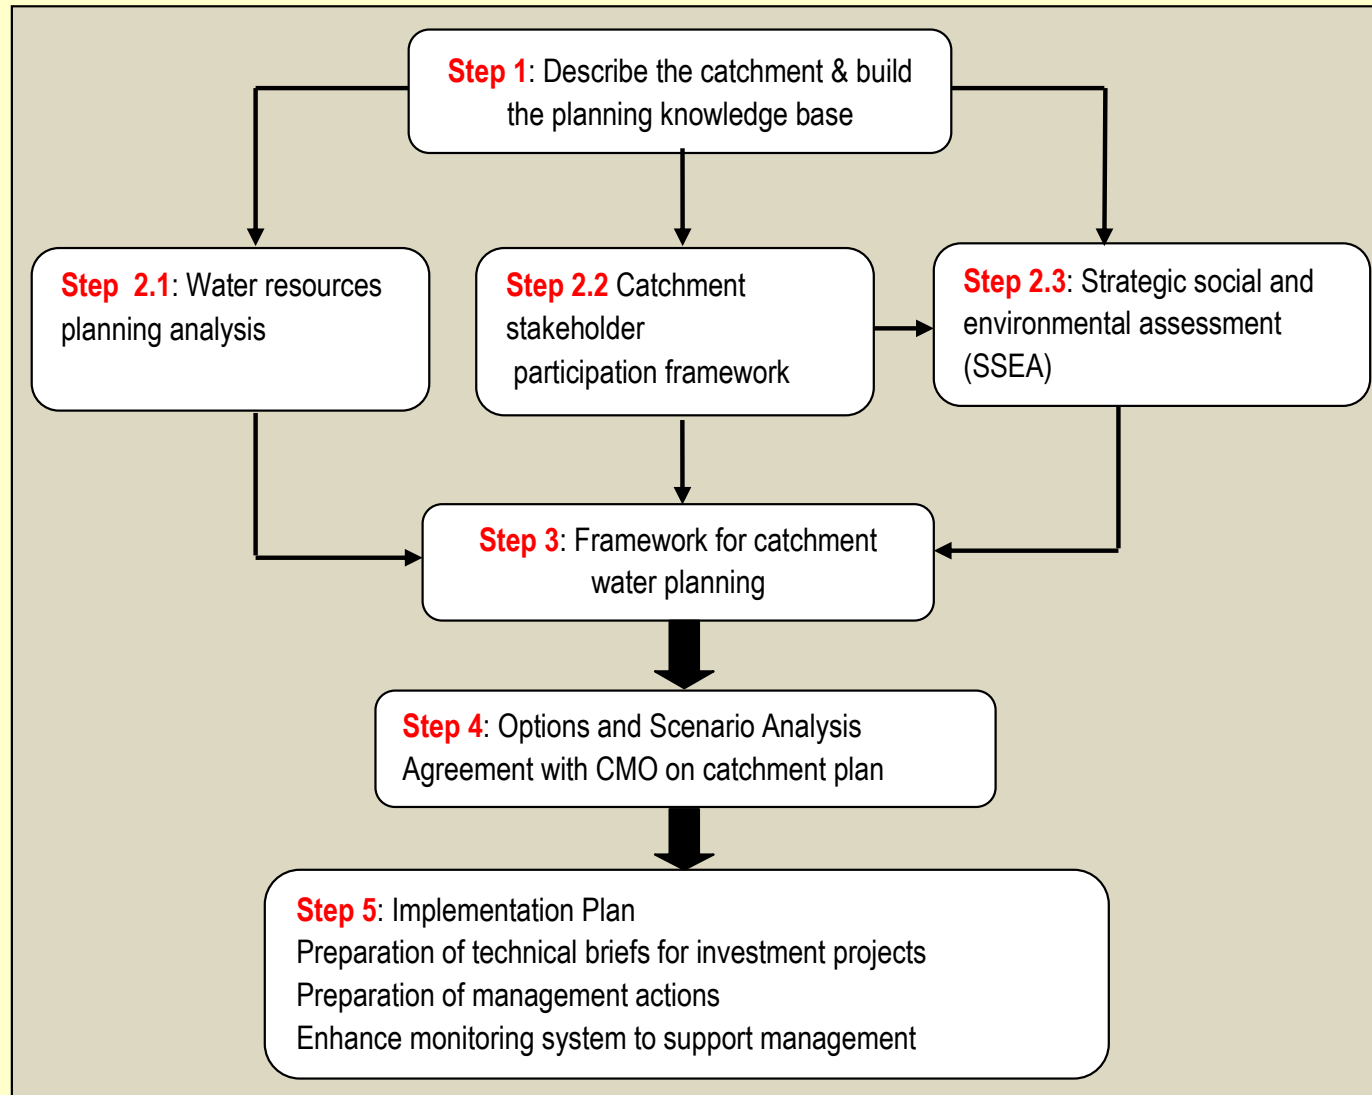 Step 1: Describe the catchment & build
the planning knowledge base
Step 2.1: Water resources
planning analysis
Step 2.2 Catchment
stakeholder
participation framework
Step 2.3: Strategic social and
environmental assessment
(SSEA)
Step 3: Framework for catchment
water planning
Step 4: Options and Scenario Analysis
Agreement with CMO on catchment plan
Step 5: Implementation Plan
Preparation of technical briefs for investment projects
Preparation of management actions
Enhance monitoring system to support management